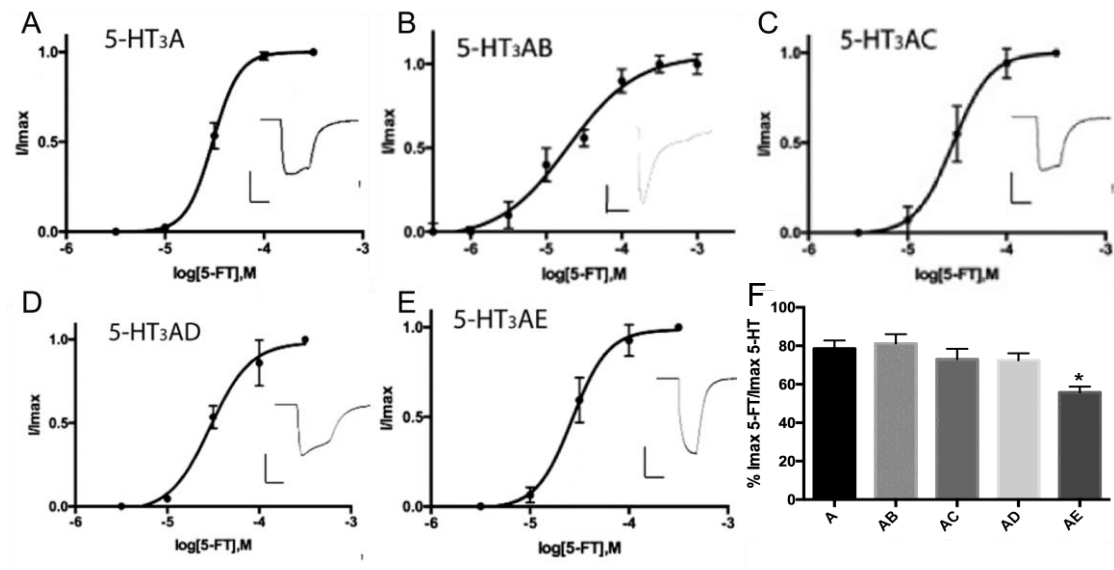 A
5-HT₃A
1.0
0.5
0.0
I/Imax
-6
-5
-4
-3
log[5-FT],M
B
5-HT₃AB
1.0
0.5
0.0
I/Imax
-6
-5
-4
-3
log[5-FT],M
C
5-HT₃AC
1.0
0.5
0.0
I/Imax
-6
-5
-4
-3
log[5-FT],M
D
5-HT₃AD
1.0
0.5
0.0
I/Imax
-6
-5
-4
-3
log[5-FT],M
E
5-HT₃AE
1.0
0.5
0.0
I/Imax
-6
-5
-4
-3
log[5-FT],M
F
% Imax 5-FT/Imax 5-HT
100
80
60
40
20
0
*
A
AB
AC
AD
AE